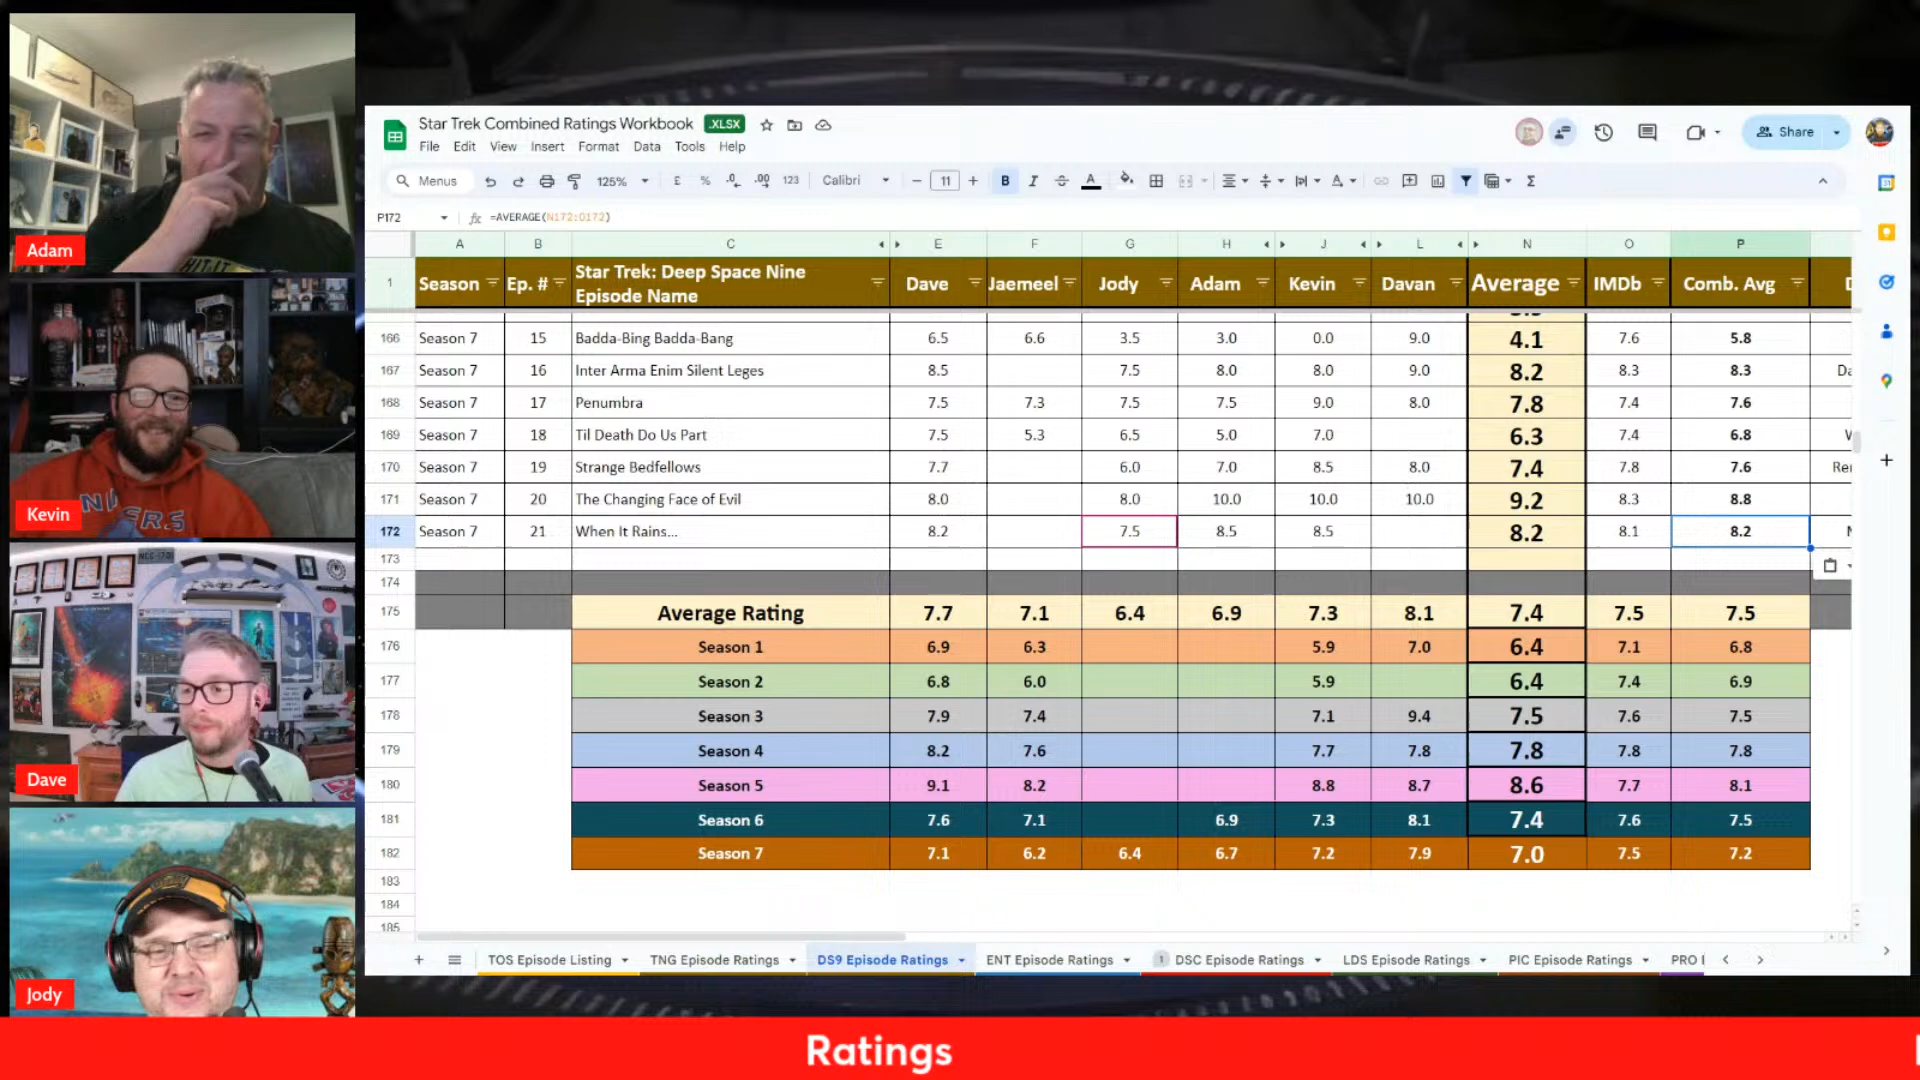 Adam
Kevin
Dave
Jody
Star Trek Combined Ratings Workbook .XLSX
Share
File Edit View Insert Format Data Tools Help
Menus 125% £ % .0 .00 123 Calibri 11 B I A Σ
P172 fx =AVERAGE(N172:O172)
A B C E F G H J L N O P
1 Season Ep. # Star Trek: Deep Space Nine Episode Name Dave Jaemeel Jody Adam Kevin Davan Average IMDb Comb. Avg
166 Season 7 15 Badda-Bing Badda-Bang 6.5 6.6 3.5 3.0 0.0 9.0 4.1 7.6 5.8
167 Season 7 16 Inter Arma Enim Silent Leges 8.5 7.5 8.0 8.0 9.0 8.2 8.3 8.3 Da
168 Season 7 17 Penumbra 7.5 7.3 7.5 7.5 9.0 8.0 7.8 7.4 7.6
169 Season 7 18 Til Death Do Us Part 7.5 5.3 6.5 5.0 7.0 6.3 7.4 6.8
170 Season 7 19 Strange Bedfellows 7.7 6.0 7.0 8.5 8.0 7.4 7.8 7.6
171 Season 7 20 The Changing Face of Evil 8.0 8.0 10.0 10.0 10.0 9.2 8.3 8.8
172 Season 7 21 When It Rains... 8.2 7.5 8.5 8.5 8.2 8.1 8.2
173
174
175 Average Rating 7.7 7.1 6.4 6.9 7.3 8.1 7.4 7.5 7.5
176 Season 1 6.9 6.3 5.9 7.0 6.4 7.1 6.8
177 Season 2 6.8 6.0 5.9 6.4 7.4 6.9
178 Season 3 7.9 7.4 7.1 9.4 7.5 7.6 7.5
179 Season 4 8.2 7.6 7.7 7.8 7.8 7.8 7.8
180 Season 5 9.1 8.2 8.8 8.7 8.6 7.7 8.1
181 Season 6 7.6 7.1 6.9 7.3 8.1 7.4 7.6 7.5
182 Season 7 7.1 6.2 6.4 6.7 7.2 7.9 7.0 7.5 7.2
183
184
185
TOS Episode Listing TNG Episode Ratings DS9 Episode Ratings ENT Episode Ratings 1 DSC Episode Ratings LDS Episode Ratings PIC Episode Ratings PRO
Ratings